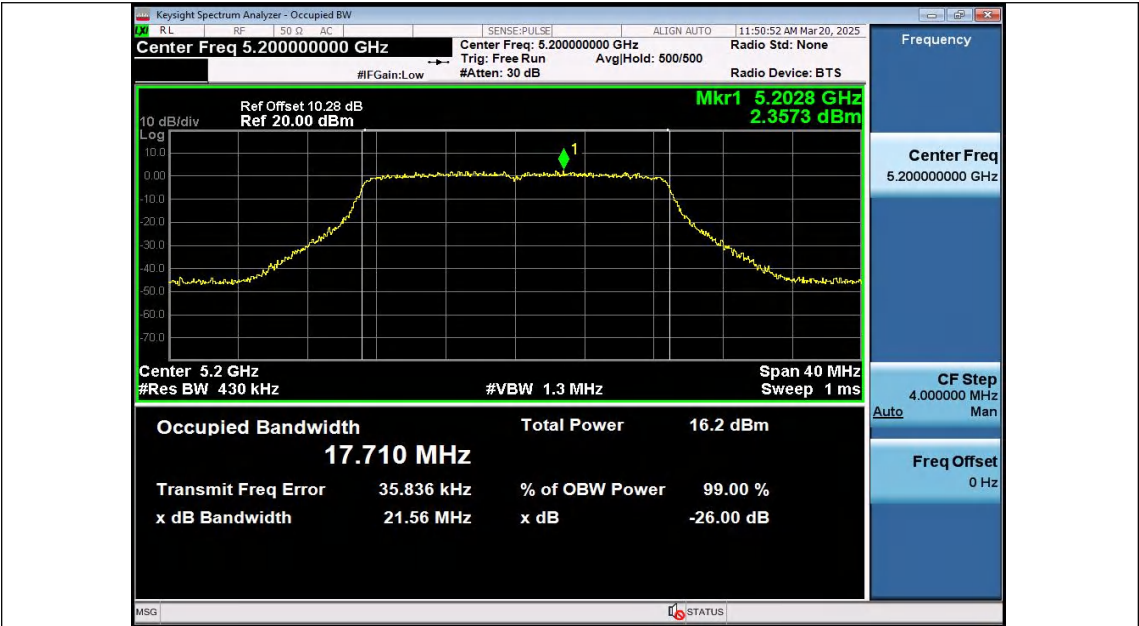 Keysight Spectrum Analyzer - Occupied BW
LXI RL RF 50 Ω AC SENSE:PULSE ALIGN AUTO 11:50:52 AM Mar 20, 2025
Center Freq 5.200000000 GHz
Center Freq: 5.200000000 GHz
Radio Std: None
Trig: Free Run Avg|Hold: 500/500
#IFGain:Low #Atten: 30 dB Radio Device: BTS
Frequency
Mkr1 5.2028 GHz
2.3573 dBm
Ref Offset 10.28 dB
10 dB/div Ref 20.00 dBm
Log
10.0
0.00
-10.0
-20.0
-30.0
-40.0
-50.0
-60.0
-70.0
1
Center 5.2 GHz Span 40 MHz
#Res BW 430 kHz #VBW 1.3 MHz Sweep 1 ms
Occupied Bandwidth Total Power 16.2 dBm
17.710 MHz
Transmit Freq Error 35.836 kHz % of OBW Power 99.00 %
x dB Bandwidth 21.56 MHz x dB -26.00 dB
Center Freq
5.200000000 GHz
CF Step
4.000000 MHz
Auto Man
Freq Offset
0 Hz
MSG STATUS